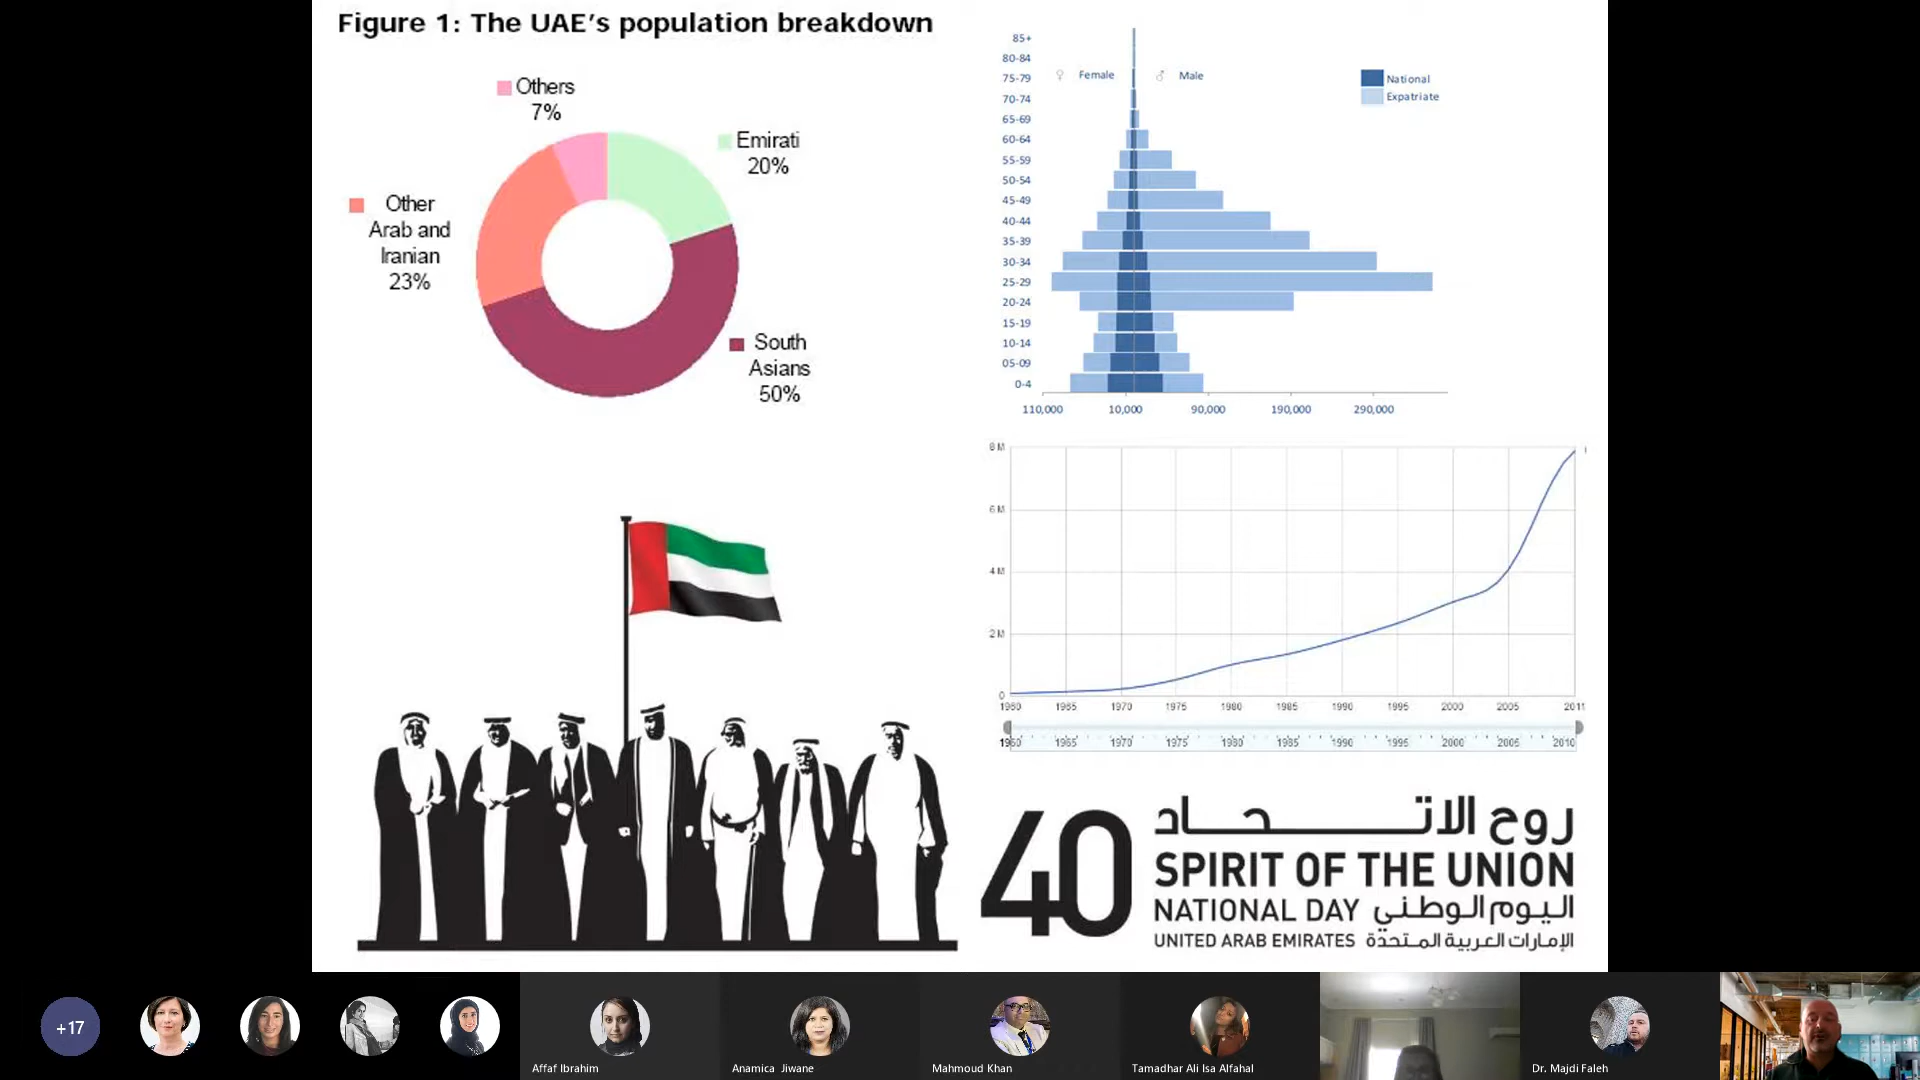 Figure 1: The UAE's population breakdown
Others
7%
Emirati
20%
Other
Arab and
Iranian
23%
South
Asians
50%
85+
80-84
75-79
70-74
65-69
60-64
55-59
50-54
45-49
40-44
35-39
30-34
25-29
20-24
15-19
10-14
05-09
0-4
♀ Female ♂ Male
National
Expatriate
110,000 10,000 90,000 190,000 290,000
8 M
6 M
4 M
2 M
0
1960 1965 1970 1975 1980 1985 1990 1995 2000 2005 2011
1960 1965 1970 1975 1980 1985 1990 1995 2000 2005 2010
40
روح الاتحاد
SPIRIT OF THE UNION
NATIONAL DAY اليوم الوطني
UNITED ARAB EMIRATES الإمارات العربية المتحدة
+17
Affaf Ibrahim
Anamica Jiwane
Mahmoud Khan
Tamadhar Ali Isa Alfahal
Dr. Majdi Faleh